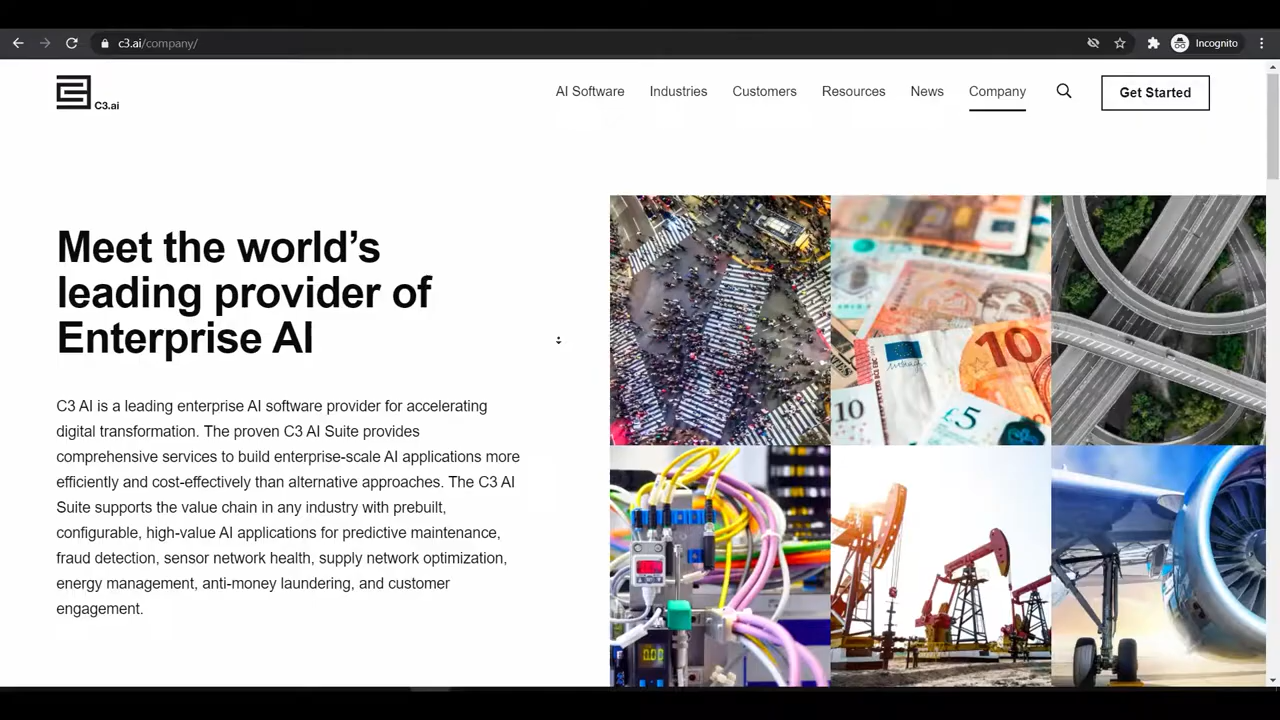 c3.ai/company/
Incognito
C3.ai
AI Software
Industries
Customers
Resources
News
Company
Get Started
Meet the world's
leading provider of
Enterprise AI
C3 AI is a leading enterprise AI software provider for accelerating
digital transformation. The proven C3 AI Suite provides
comprehensive services to build enterprise-scale AI applications more
efficiently and cost-effectively than alternative approaches. The C3 AI
Suite supports the value chain in any industry with prebuilt,
configurable, high-value AI applications for predictive maintenance,
fraud detection, sensor network health, supply network optimization,
energy management, anti-money laundering, and customer
engagement.
10
10
£5
0.00